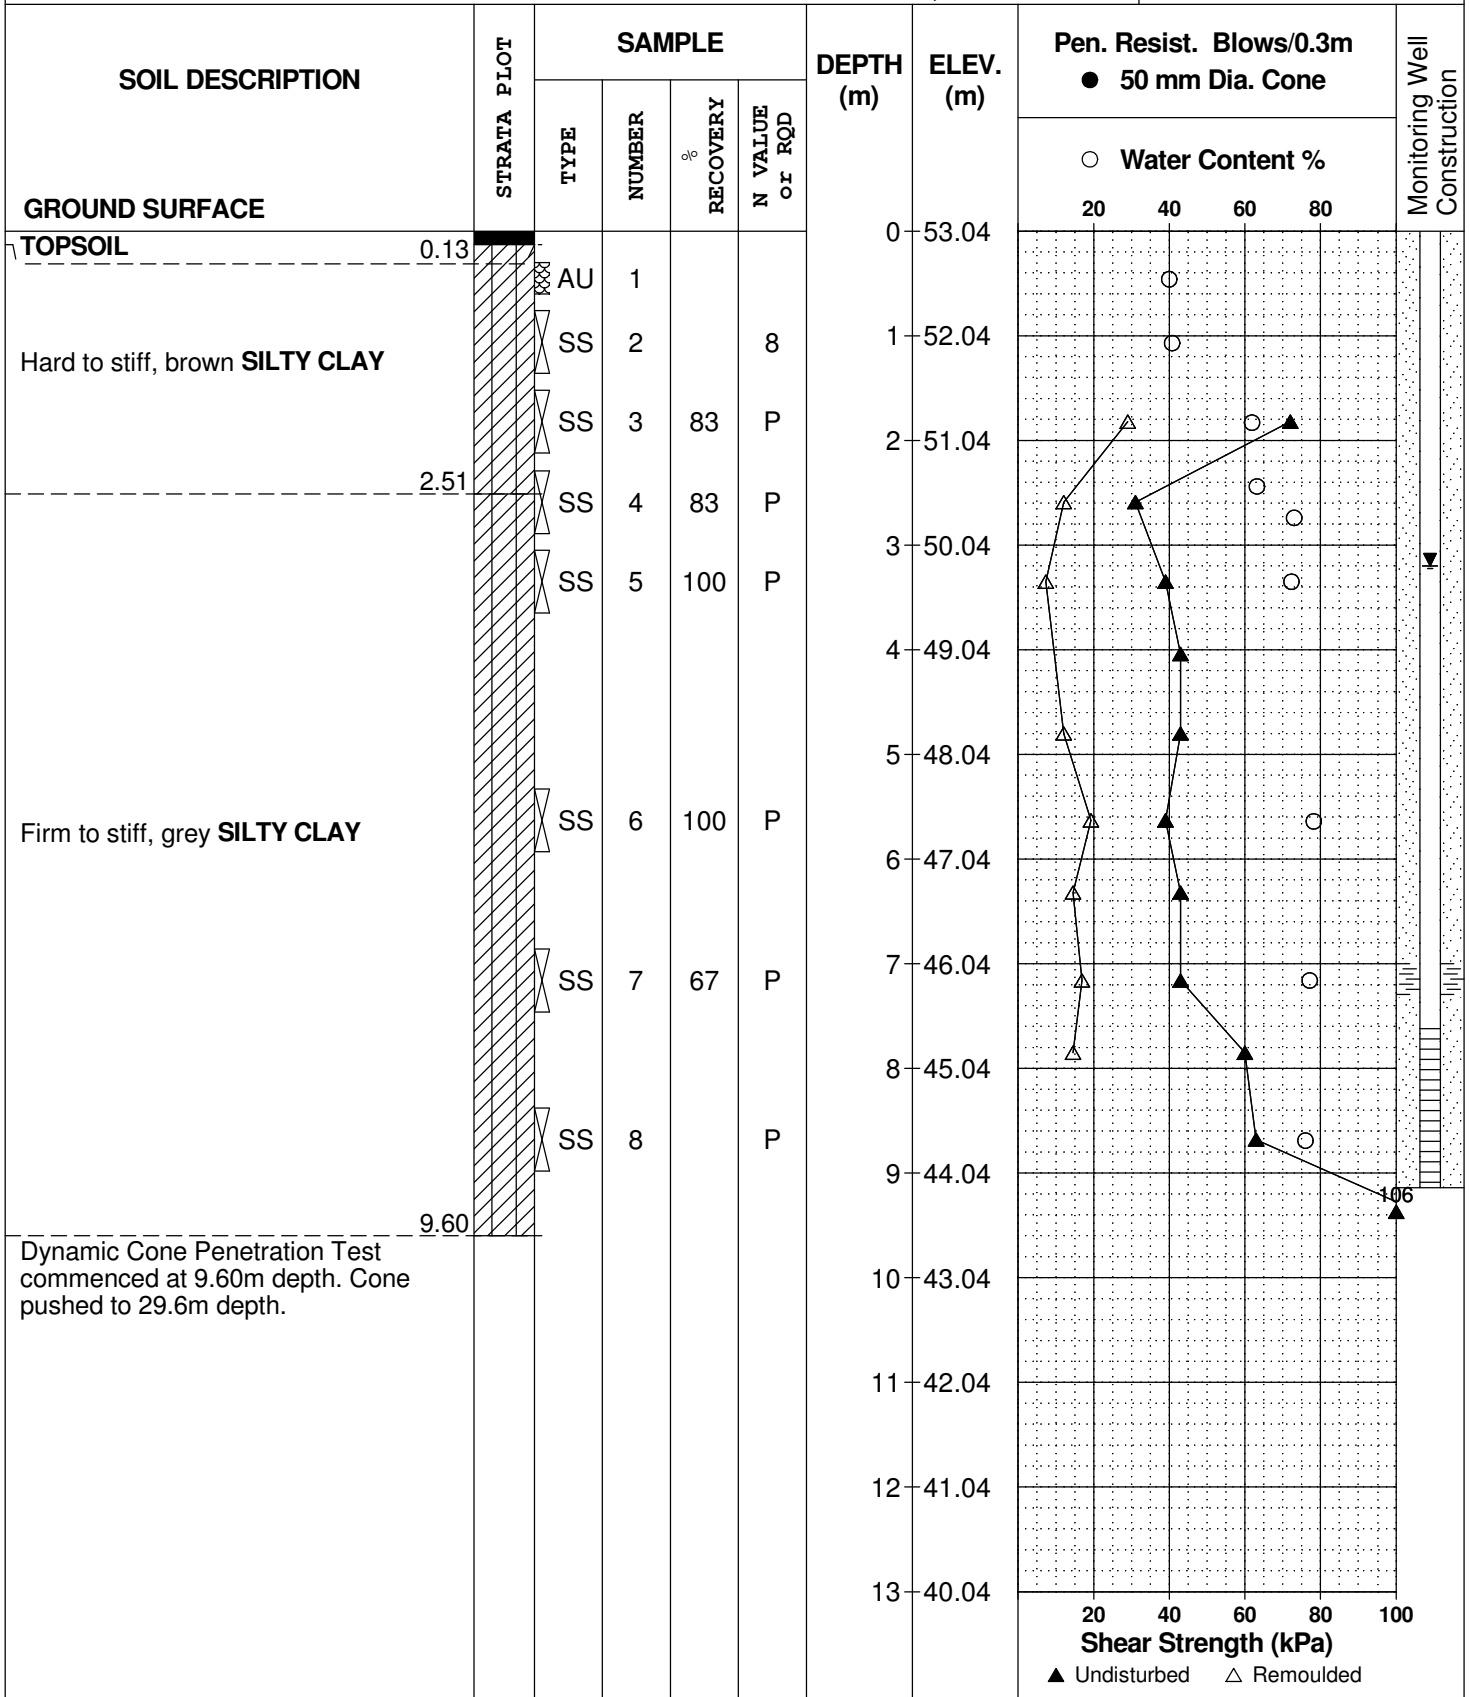 SOIL DESCRIPTION
GROUND SURFACE
STRATA PLOT
SAMPLE
TYPE
NUMBER
%
RECOVERY
N VALUE
or RQD
DEPTH
(m)
ELEV.
(m)
Pen. Resist. Blows/0.3m
● 50 mm Dia. Cone
○ Water Content %
20 40 60 80
Monitoring Well
Construction
TOPSOIL 0.13
0 53.04
AU 1
Hard to stiff, brown SILTY CLAY
SS 2 8
1 52.04
SS 3 83 P
2 51.04
2.51
SS 4 83 P
3 50.04
SS 5 100 P
4 49.04
5 48.04
Firm to stiff, grey SILTY CLAY
SS 6 100 P
6 47.04
7 46.04
SS 7 67 P
8 45.04
SS 8 P
9 44.04
106
9.60
Dynamic Cone Penetration Test
commenced at 9.60m depth. Cone
pushed to 29.6m depth.
10 43.04
11 42.04
12 41.04
13 40.04
20 40 60 80 100
Shear Strength (kPa)
▲ Undisturbed △ Remoulded